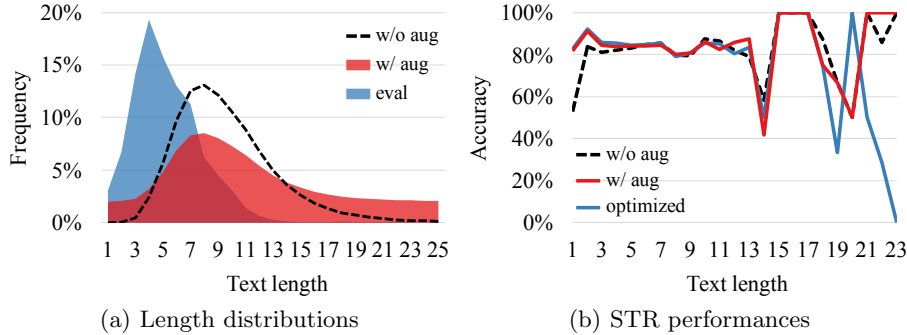 20%
15%
10%
5%
0%
Frequency
w/o aug
w/ aug
eval
1 3 5 7 9 11 13 15 17 19 21 23 25
Text length
(a) Length distributions
100%
80%
60%
40%
20%
0%
Accuracy
w/o aug
w/ aug
optimized
1 3 5 7 9 11 13 15 17 19 21 23
Text length
(b) STR performances